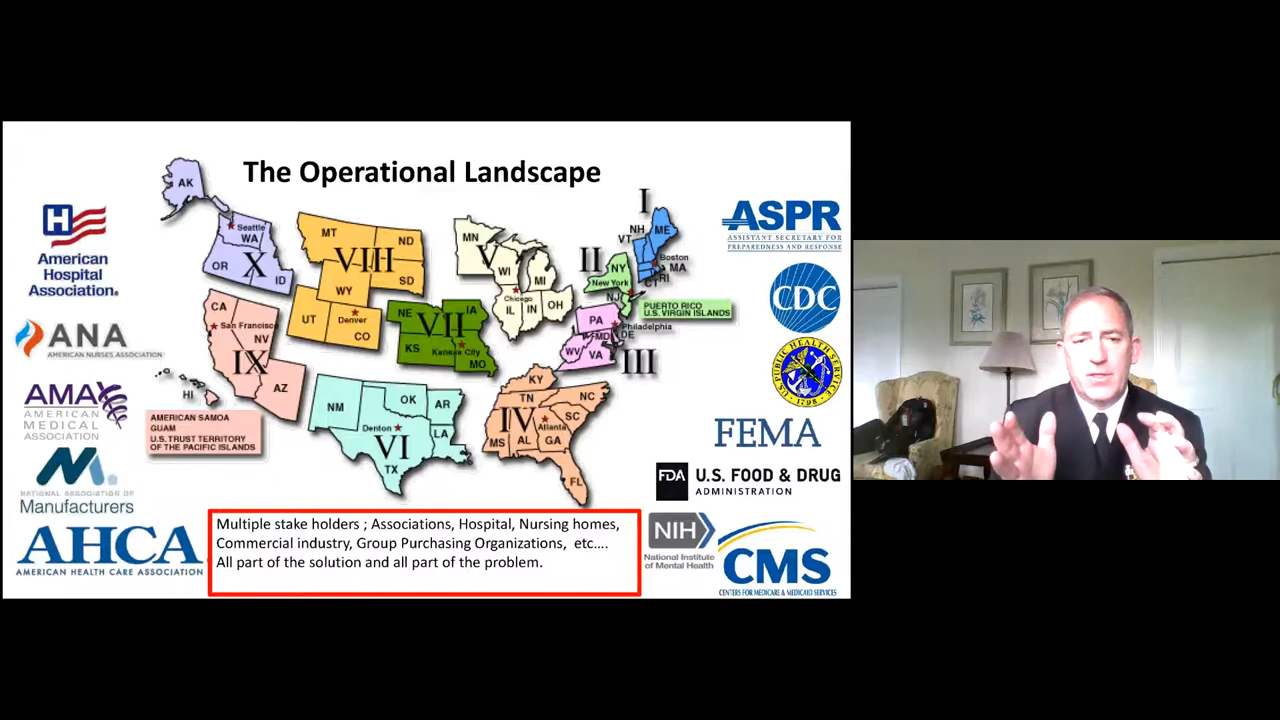 The Operational Landscape
American
Hospital
Association®
ANA
AMERICAN NURSES ASSOCIATION
AMA
AMERICAN
MEDICAL
ASSOCIATION
M.
NATIONAL ASSOCIATION OF
Manufacturers
AHCA
AMERICAN HEALTH CARE ASSOCIATION
AK
Seattle
WA
OR
X
ID
MT
ND
VIII
SD
WY
UT
Denver
CO
MN
V
WI
MI
Chicago
IL
IN
OH
I
NH
ME
VT
Boston
MA
RI
CT
II
NY
New York
NJ
PUERTO RICO
U.S. VIRGIN ISLANDS
PA
Philadelphia
DE
MD
WV
VA
III
NE
IA
VII
KS
Kansas City
MO
CA
San Francisco
NV
IX
AZ
HI
AMERICAN SAMOA
GUAM
U.S. TRUST TERRITORY
OF THE PACIFIC ISLANDS
NM
OK
AR
Denton
LA
VI
TX
KY
TN
NC
IV
SC
Atlanta
MS
AL
GA
FL
Multiple stake holders ; Associations, Hospital, Nursing homes,
Commercial industry, Group Purchasing Organizations,  etc....
All part of the solution and all part of the problem.
ASPR
ASSISTANT SECRETARY FOR
PREPAREDNESS AND RESPONSE
CDC
U.S. PUBLIC HEALTH SERVICE
1798
FEMA
FDA
U.S. FOOD & DRUG
ADMINISTRATION
NIH
National Institute
of Mental Health
CMS
CENTERS FOR MEDICARE & MEDICAID SERVICES